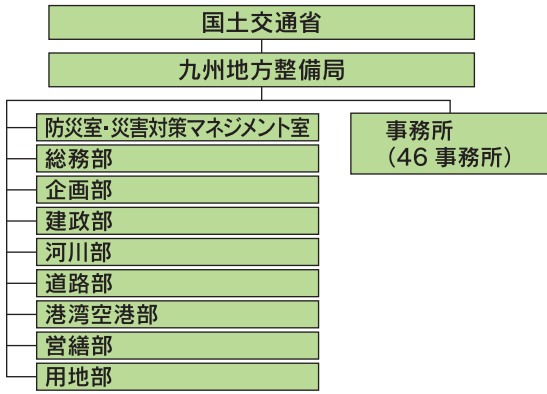 国土交通省
九州地方整備局
防災室・災害対策マネジメント室
総務部
企画部
建政部
河川部
道路部
港湾空港部
営繕部
用地部
事務所
（46 事務所）